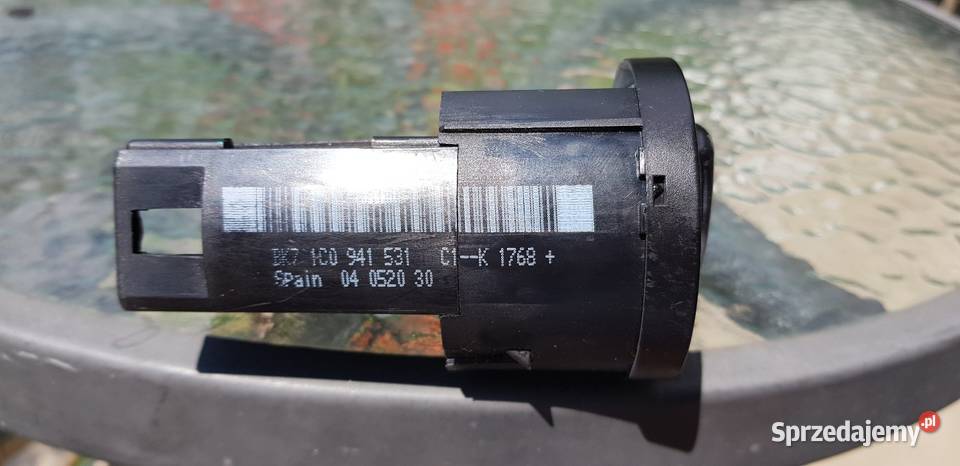 BK7 1C0 941 531 C1--K 1768 +
Spain 04 0520 30
Sprzedajemy.pl